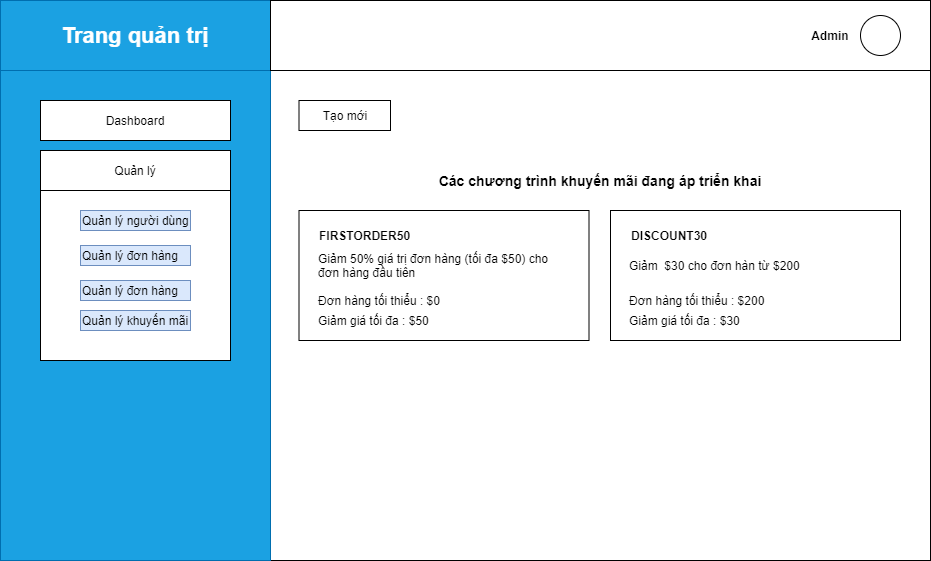 Trang quản trị
Admin
Dashboard
Quản lý
Quản lý người dùng
Quản lý đơn hàng
Quản lý đơn hàng
Quản lý khuyến mãi
Tạo mới
Các chương trình khuyến mãi đang áp triển khai
FIRSTORDER50
Giảm 50% giá trị đơn hàng (tối đa $50) cho
đơn hàng đầu tiên
Đơn hàng tối thiểu : $0
Giảm giá tối đa : $50
DISCOUNT30
Giảm  $30 cho đơn hàn từ $200
Đơn hàng tối thiểu : $200
Giảm giá tối đa : $30